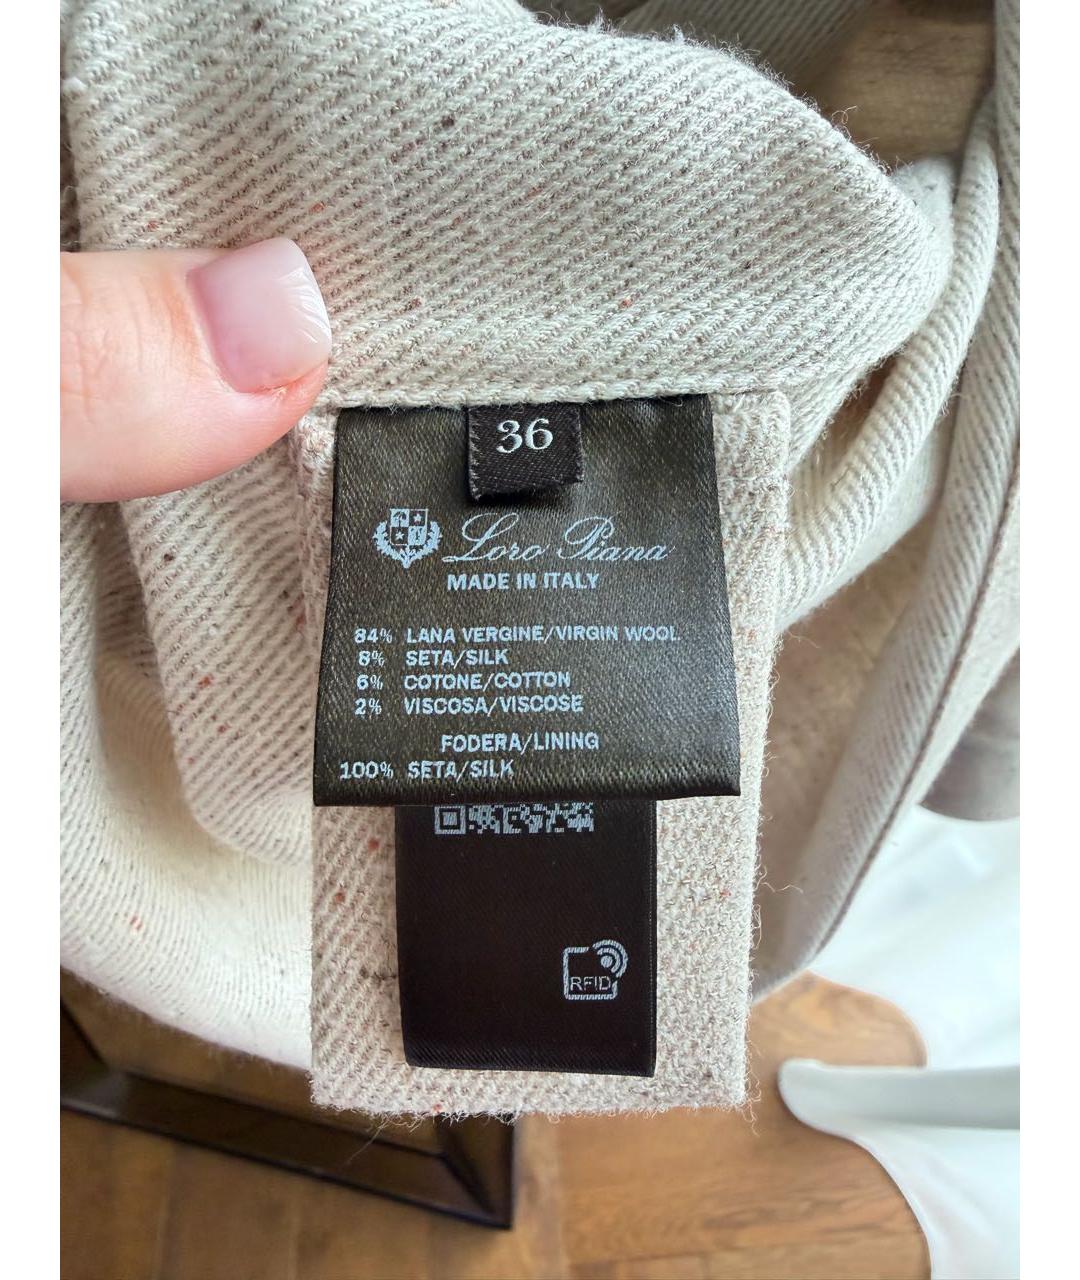 36
Loro Piana
MADE IN ITALY
84% LANA VERGINE/VIRGIN WOOL
8% SETA/SILK
6% COTONE/COTTON
2% VISCOSA/VISCOSE
FODERA/LINING
100% SETA/SILK
RFID